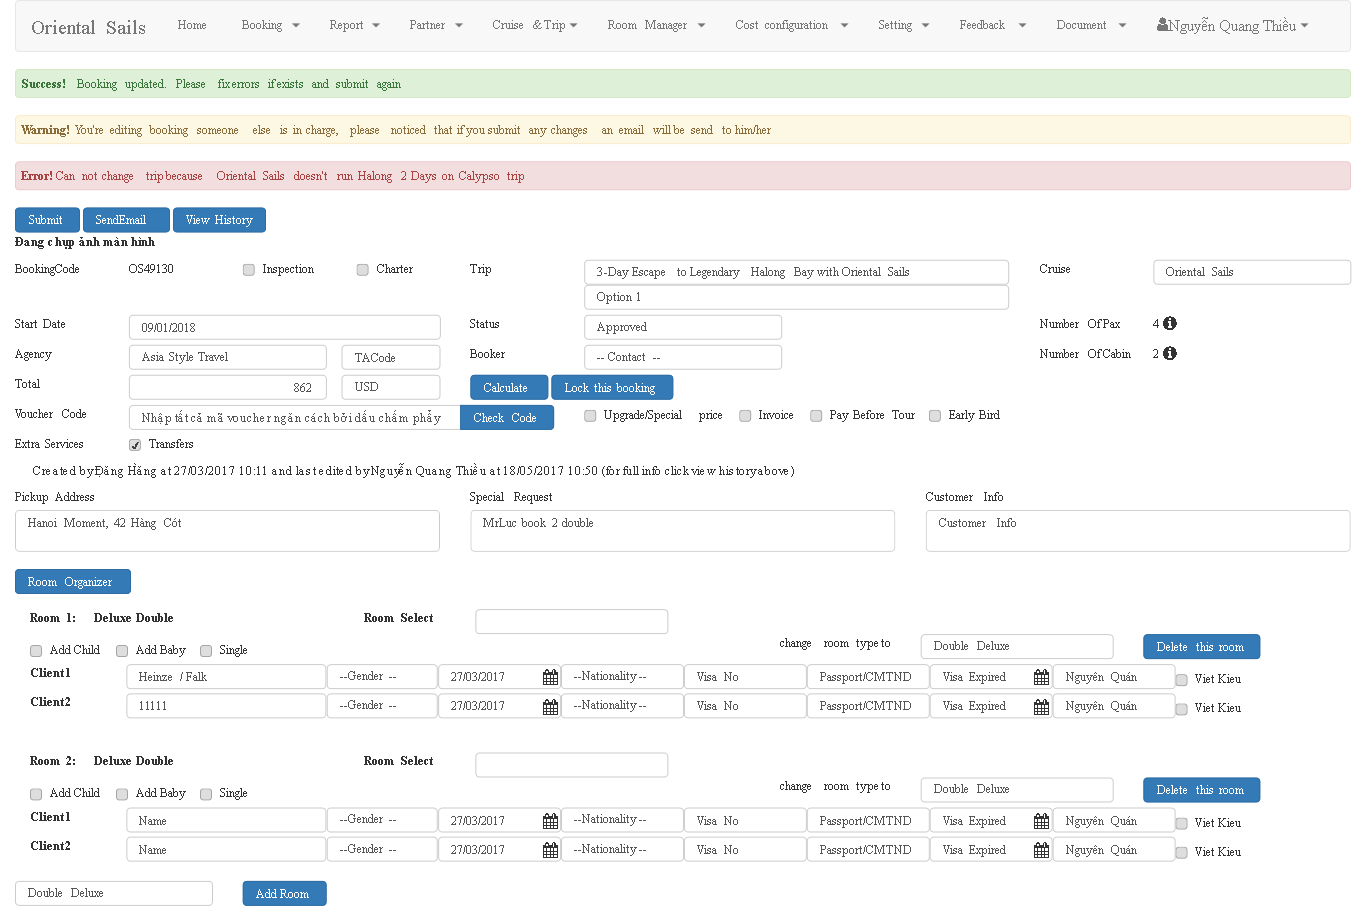 Oriental Sails Home Booking Report Partner Cruise & Trip Room Manager Cost configuration Setting Feedback Document Nguyễn Quang Thiều
Success! Booking updated. Please fix errors if exists and submit again
Warning! You're editing booking someone else is in charge, please noticed that if you submit any changes an email will be send to him/her
Error! Can not change trip because Oriental Sails doesn't run Halong 2 Days on Calypso trip
Submit SendEmail View History
Đang chụp ảnh màn hình
BookingCode OS49130 Inspection Charter Trip 3-Day Escape to Legendary Halong Bay with Oriental Sails Cruise Oriental Sails
Option 1
Start Date 09/01/2018 Status Approved Number Of Pax 4
Agency Asia Style Travel TACode Booker -- Contact -- Number Of Cabin 2
Total 862 USD Calculate Lock this booking
Voucher Code Nhập tất cả mã voucher ngăn cách bởi dấu chấm phẩy Check Code Upgrade/Special price Invoice Pay Before Tour Early Bird
Extra Services Transfers
Created by Đặng Hằng at 27/03/2017 10:11 and last edited by Nguyễn Quang Thiều at 18/05/2017 10:50 (for full info click view history above)
Pickup Address Special Request Customer Info
Hanoi Moment, 42 Hàng Cót MrLuc book 2 double Customer Info
Room Organizer
Room 1: Deluxe Double Room Select
change room type to Double Deluxe Delete this room
Add Child Add Baby Single
Client1 Heinze / Falk --Gender -- 27/03/2017 --Nationality-- Visa No Passport/CMTND Visa Expired Nguyên Quán Viet Kieu
Client2 11111 --Gender -- 27/03/2017 --Nationality-- Visa No Passport/CMTND Visa Expired Nguyên Quán Viet Kieu
Room 2: Deluxe Double Room Select
change room type to Double Deluxe Delete this room
Add Child Add Baby Single
Client1 Name --Gender -- 27/03/2017 --Nationality-- Visa No Passport/CMTND Visa Expired Nguyên Quán Viet Kieu
Client2 Name --Gender -- 27/03/2017 --Nationality-- Visa No Passport/CMTND Visa Expired Nguyên Quán Viet Kieu
Double Deluxe Add Room